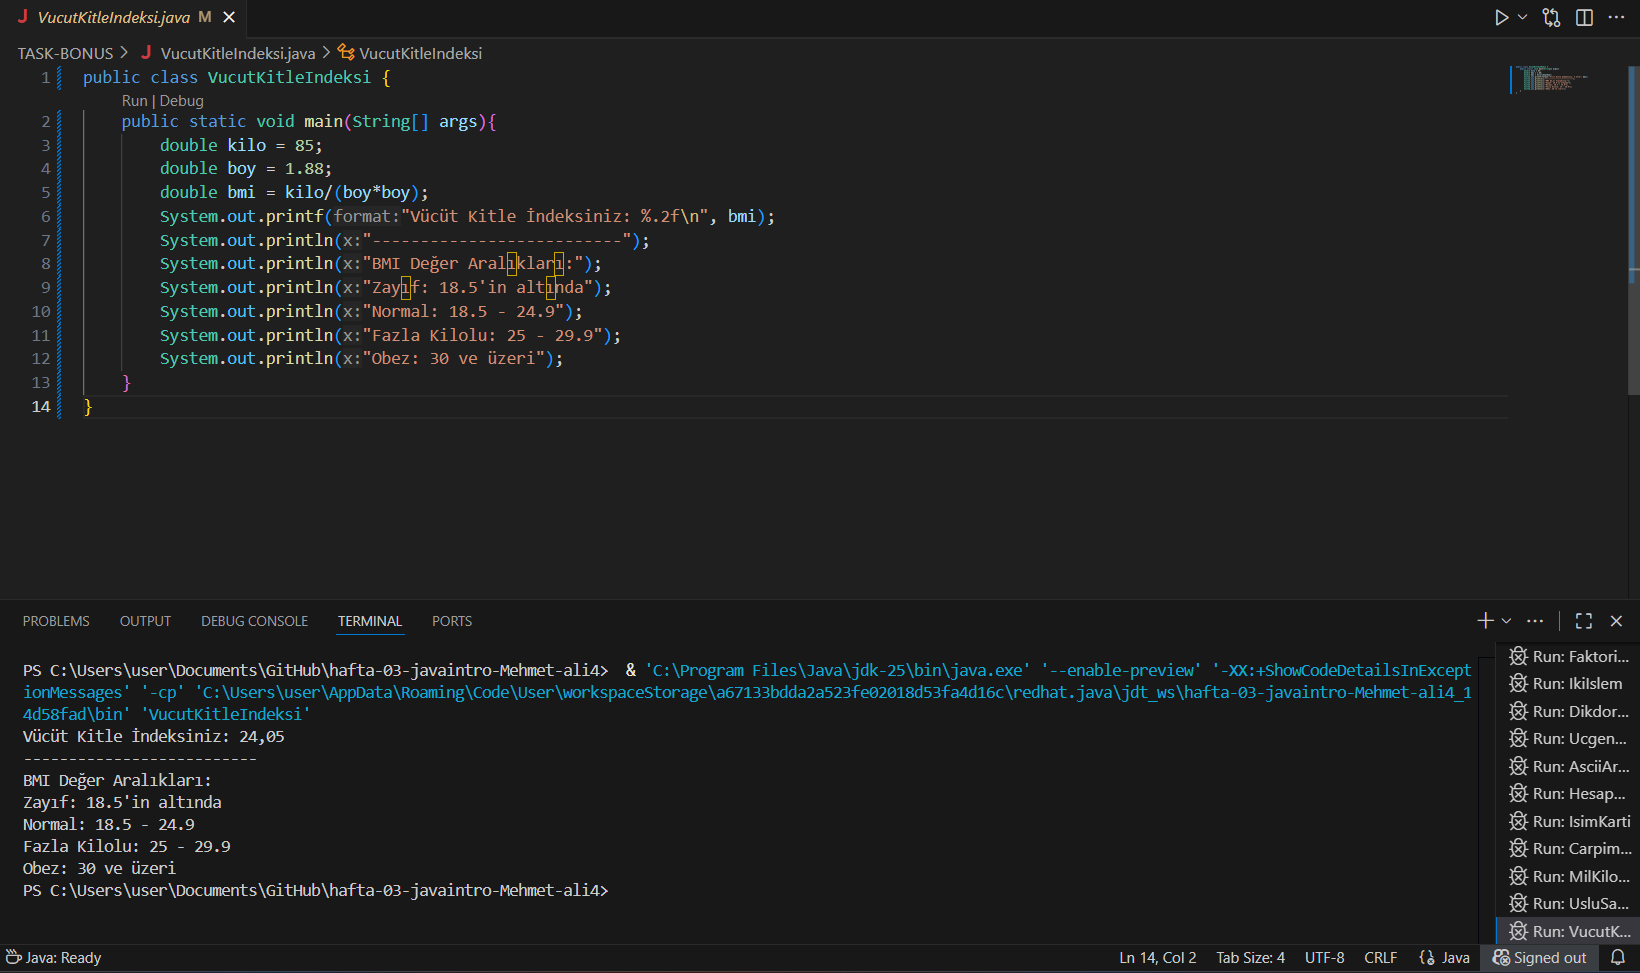 VucutKitleIndeksi.java M
TASK-BONUS > VucutKitleIndeksi.java > VucutKitleIndeksi
1 public class VucutKitleIndeksi {
Run | Debug
2 public static void main(String[] args){
3 double kilo = 85;
4 double boy = 1.88;
5 double bmi = kilo/(boy*boy);
6 System.out.printf(format:"Vücüt Kitle İndeksiniz: %.2f\n", bmi);
7 System.out.println(x:"--------------------------");
8 System.out.println(x:"BMI Değer Aralıkları:");
9 System.out.println(x:"Zayıf: 18.5'in altında");
10 System.out.println(x:"Normal: 18.5 - 24.9");
11 System.out.println(x:"Fazla Kilolu: 25 - 29.9");
12 System.out.println(x:"Obez: 30 ve üzeri");
13 }
14 }
PROBLEMS OUTPUT DEBUG CONSOLE TERMINAL PORTS
PS C:\Users\user\Documents\GitHub\hafta-03-javaintro-Mehmet-ali4> & 'C:\Program Files\Java\jdk-25\bin\java.exe' '--enable-preview' '-XX:+ShowCodeDetailsInExcept
ionMessages' '-cp' 'C:\Users\user\AppData\Roaming\Code\User\workspaceStorage\a67133bdda2a523fe02018d53fa4d16c\redhat.java\jdt_ws\hafta-03-javaintro-Mehmet-ali4_1
4d58fad\bin' 'VucutKitleIndeksi'
Vücüt Kitle İndeksiniz: 24,05
--------------------------
BMI Değer Aralıkları:
Zayıf: 18.5'in altında
Normal: 18.5 - 24.9
Fazla Kilolu: 25 - 29.9
Obez: 30 ve üzeri
PS C:\Users\user\Documents\GitHub\hafta-03-javaintro-Mehmet-ali4>
Run: Faktori...
Run: IkiIslem
Run: Dikdor...
Run: Ucgen...
Run: AsciiAr...
Run: Hesap...
Run: IsimKarti
Run: Carpim...
Run: MilKilo...
Run: UsluSa...
Run: VucutK...
Java: Ready Ln 14, Col 2 Tab Size: 4 UTF-8 CRLF Java Signed out